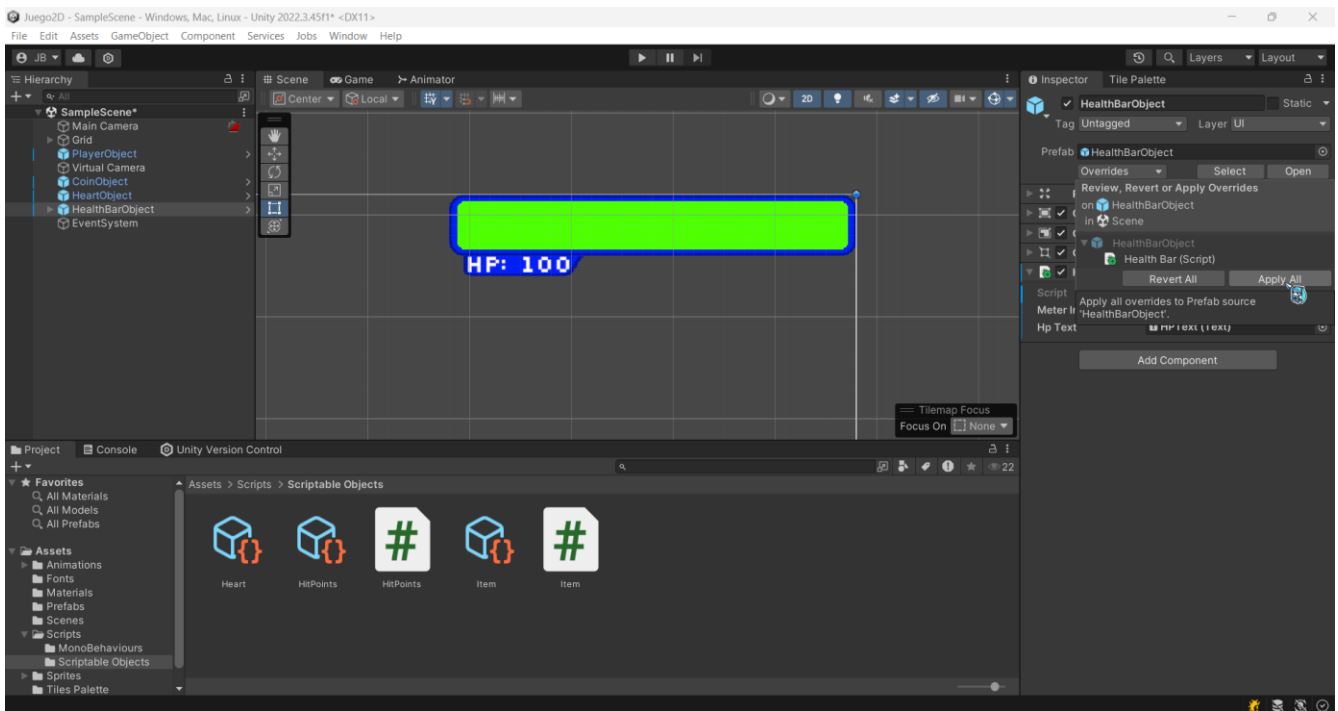 Juego2D - SampleScene - Windows, Mac, Linux - Unity 2022.3.45f1* <DX11>
File Edit Assets GameObject Component Services Jobs Window Help
JB Layers Layout
Hierarchy
All
SampleScene*
Main Camera
Grid
PlayerObject
Virtual Camera
CoinObject
HeartObject
HealthBarObject
EventSystem
Scene Game Animator
Center Local 2D
HP: 100
Tilemap Focus
Focus On None
Inspector Tile Palette
HealthBarObject Static
Tag Untagged Layer UI
Prefab HealthBarObject
Overrides Select Open
Review, Revert or Apply Overrides
on HealthBarObject
in Scene
HealthBarObject
Health Bar (Script)
Revert All Apply All
Script
Apply all overrides to Prefab source
'HealthBarObject'.
Meter
Hp Text HPText (Text)
Add Component
Project Console Unity Version Control
22
Favorites
All Materials
All Models
All Prefabs
Assets
Animations
Fonts
Materials
Prefabs
Scenes
Scripts
MonoBehaviours
Scriptable Objects
Sprites
Tiles Palette
Assets > Scripts > Scriptable Objects
Heart HitPoints HitPoints Item Item